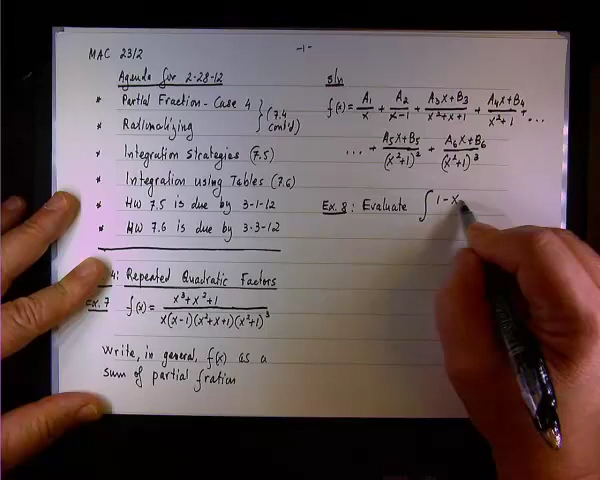 MAC 2312
-1-
Agenda for 2-28-12
* Partial Fraction - Case 4
* Rationalizing
} (7.4 cont'd)
* Integration Strategies (7.5)
* Integration using Tables (7.6)
* HW 7.5 is due by 3-1-12
* HW 7.6 is due by 3-3-12
4: Repeated Quadratic Factors
Ex. 7 f(x) = (x³+x²+1) / (x(x-1)(x²+x+1)(x²+1)³)
Write, in general, f(x) as a
sum of partial fration
sln
f(x) = A₁/x + A₂/(x-1) + (A₃x+B₃)/(x²+x+1) + (A₄x+B₄)/(x²+1) + ...
... + (A₅x+B₅)/(x²+1)² + (A₆x+B₆)/(x²+1)³
Ex. 8: Evaluate ∫ 1-x